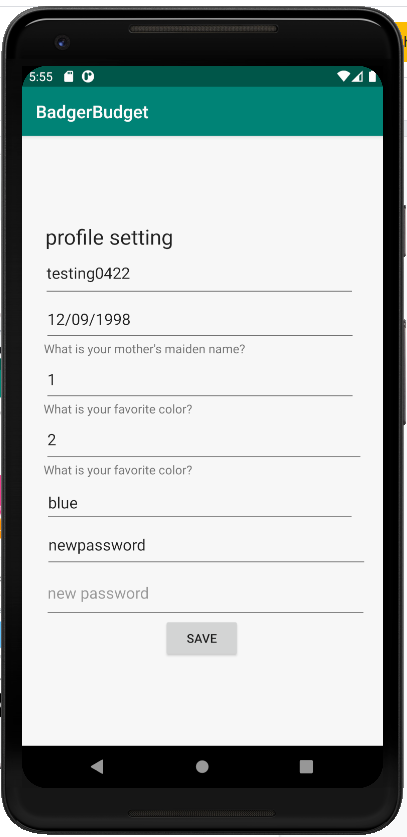 5:55
BadgerBudget
profile setting
testing0422
12/09/1998
What is your mother's maiden name?
1
What is your favorite color?
2
What is your favorite color?
blue
newpassword
new password
SAVE